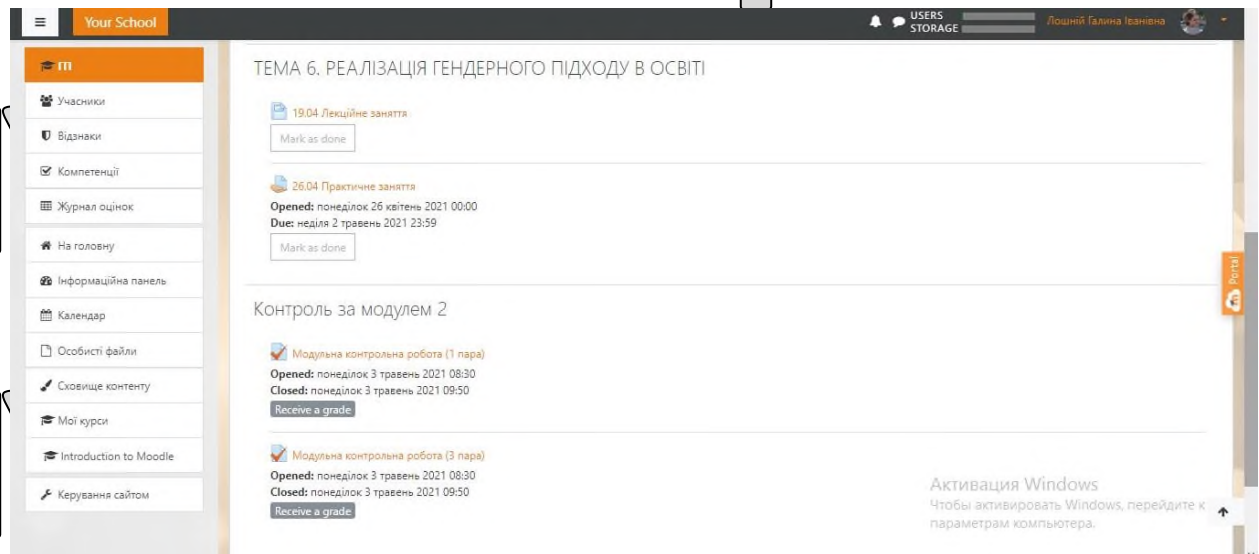 Your School
USERS
STORAGE
Лошній Галина Іванівна
ПІ
Учасники
Відзнаки
Компетенції
Журнал оцінок
На головну
Інформаційна панель
Календар
Особисті файли
Сховище контенту
Мої курси
Introduction to Moodle
Керування сайтом
ТЕМА 6. РЕАЛІЗАЦІЯ ГЕНДЕРНОГО ПІДХОДУ В ОСВІТІ
19.04 Лекційне заняття
Mark as done
26.04 Практичне заняття
Opened: понеділок 26 квітень 2021 00:00
Due: неділя 2 травень 2021 23:59
Mark as done
Контроль за модулем 2
Модульна контрольна робота (1 пара)
Opened: понеділок 3 травень 2021 08:30
Closed: понеділок 3 травень 2021 09:50
Receive a grade
Модульна контрольна робота (3 пара)
Opened: понеділок 3 травень 2021 08:30
Closed: понеділок 3 травень 2021 09:50
Receive a grade
Portal
Активация Windows
Чтобы активировать Windows, перейдите к
параметрам компьютера.